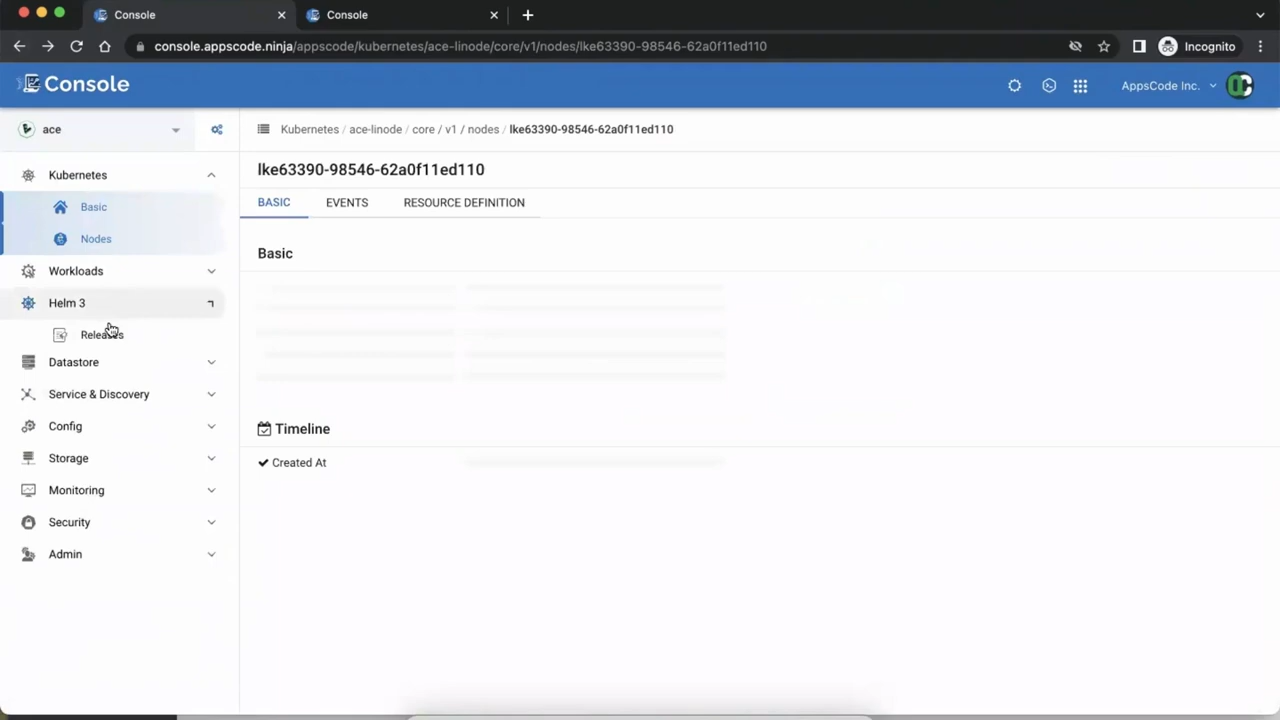 Console
Console
console.appscode.ninja/appscode/kubernetes/ace-linode/core/v1/nodes/lke63390-98546-62a0f11ed110
Incognito
Console
AppsCode Inc.
ace
Kubernetes / ace-linode / core / v1 / nodes / lke63390-98546-62a0f11ed110
Kubernetes
Basic
Nodes
Workloads
Helm 3
Releases
Datastore
Service & Discovery
Config
Storage
Monitoring
Security
Admin
lke63390-98546-62a0f11ed110
BASIC EVENTS RESOURCE DEFINITION
Basic
Timeline
Created At